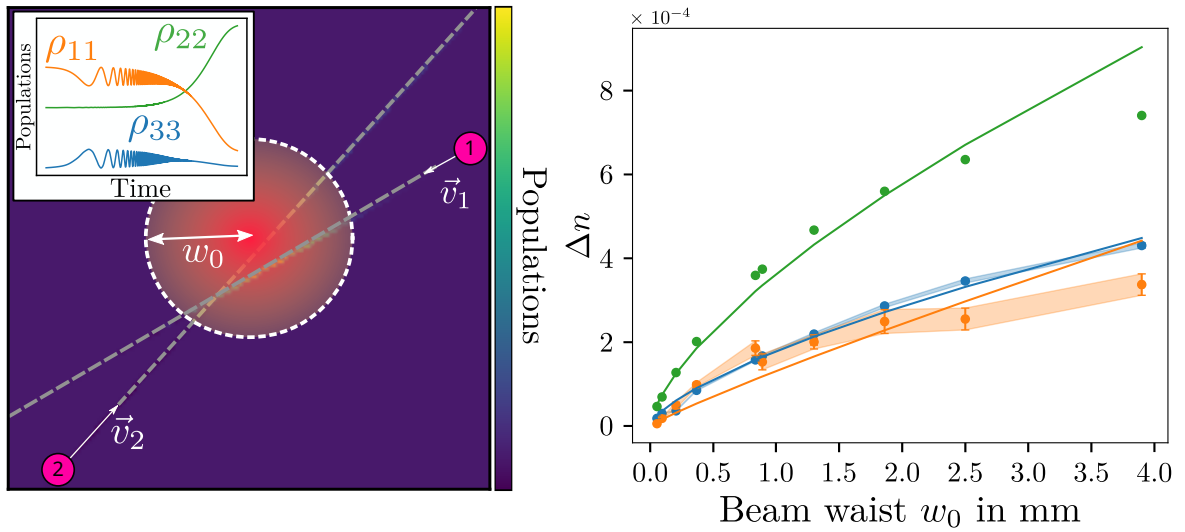 ρ₁₁
ρ₂₂
ρ₃₃
Populations
Time
w₀
1
v⃗₁
v⃗₂
2
Populations
× 10⁻⁴
8
6
4
2
0
Δn
0.0 0.5 1.0 1.5 2.0 2.5 3.0 3.5 4.0
Beam waist w₀ in mm